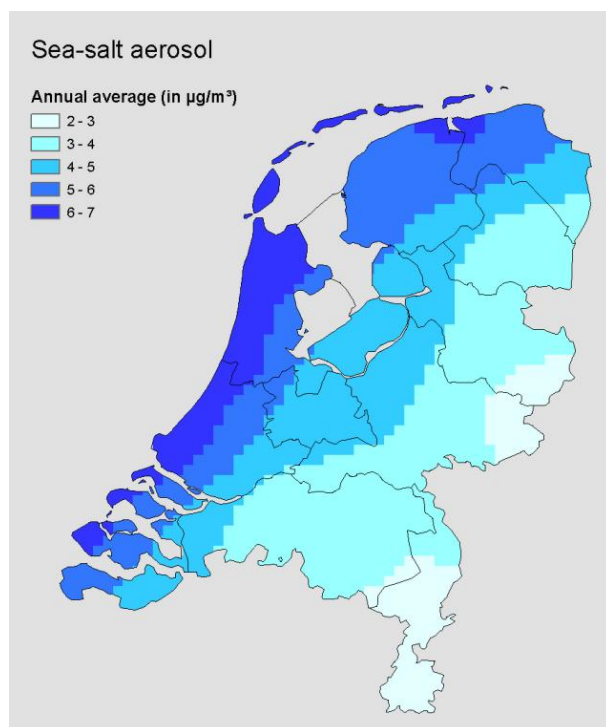 Sea-salt aerosol
Annual average (in µg/m³)
2 - 3
3 - 4
4 - 5
5 - 6
6 - 7